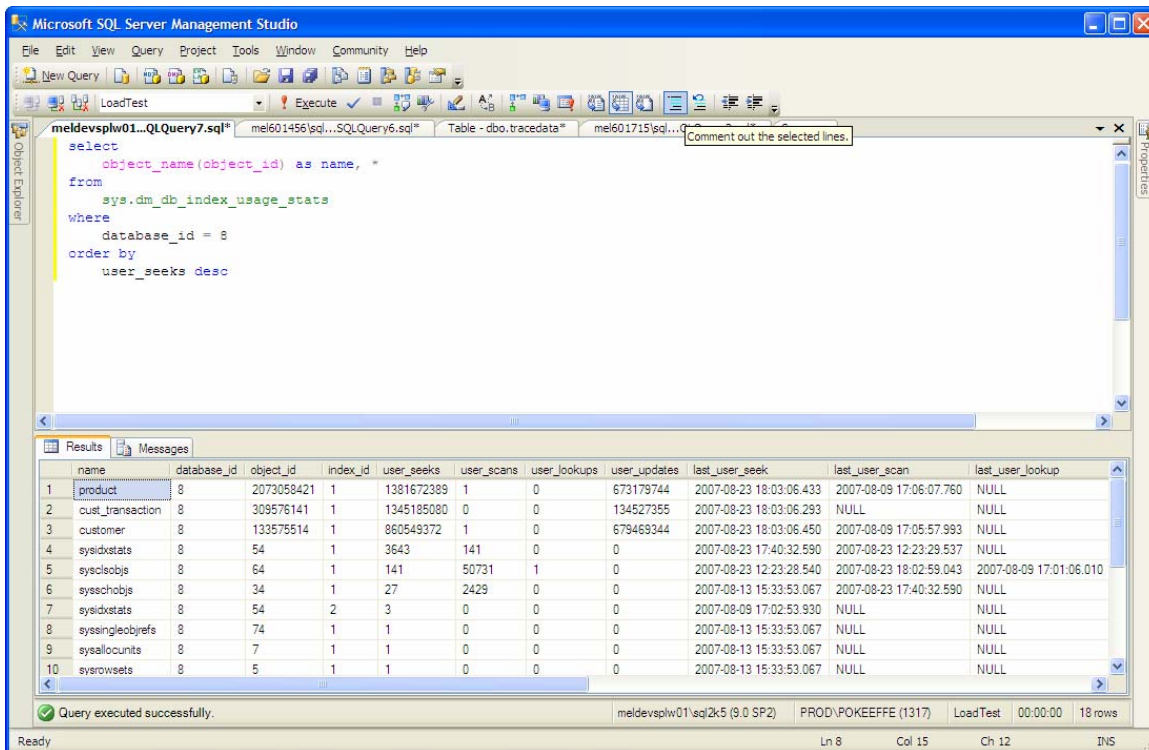 Microsoft SQL Server Management Studio
File Edit View Query Project Tools Window Community Help
New Query
LoadTest Execute
meldevsplw01...QLQuery7.sql* mel601456\sql...SQLQuery6.sql* Table - dbo.tracedata* mel601715\sql...
Comment out the selected lines.
Object Explorer
Properties
select
object_name(object_id) as name, *
from
sys.dm_db_index_usage_stats
where
database_id = 8
order by
user_seeks desc
Results Messages
name database_id object_id index_id user_seeks user_scans user_lookups user_updates last_user_seek last_user_scan last_user_lookup
1 product 8 2073058421 1 1381672389 1 0 673179744 2007-08-23 18:03:06.433 2007-08-09 17:06:07.760 NULL
2 cust_transaction 8 309576141 1 1345185080 0 0 134527355 2007-08-23 18:03:06.293 NULL NULL
3 customer 8 133575514 1 860549372 1 0 679469344 2007-08-23 18:03:06.450 2007-08-09 17:05:57.993 NULL
4 sysidxstats 8 54 1 3643 141 0 0 2007-08-23 17:40:32.590 2007-08-23 12:23:29.537 NULL
5 sysclsobjs 8 64 1 141 50731 1 0 2007-08-23 12:23:28.540 2007-08-23 18:02:59.043 2007-08-09 17:01:06.010
6 sysschobjs 8 34 1 27 2429 0 0 2007-08-13 15:33:53.067 2007-08-23 17:40:32.590 NULL
7 sysidxstats 8 54 2 3 0 0 0 2007-08-09 17:02:53.930 NULL NULL
8 syssingleobjrefs 8 74 1 1 0 0 0 2007-08-13 15:33:53.067 NULL NULL
9 sysallocunits 8 7 1 1 0 0 0 2007-08-13 15:33:53.067 NULL NULL
10 sysrowsets 8 5 1 1 0 0 0 2007-08-13 15:33:53.067 NULL NULL
Query executed successfully. meldevsplw01\sql2k5 (9.0 SP2) PROD\POKEEFFE (1317) LoadTest 00:00:00 18 rows
Ready Ln 8 Col 15 Ch 12 INS